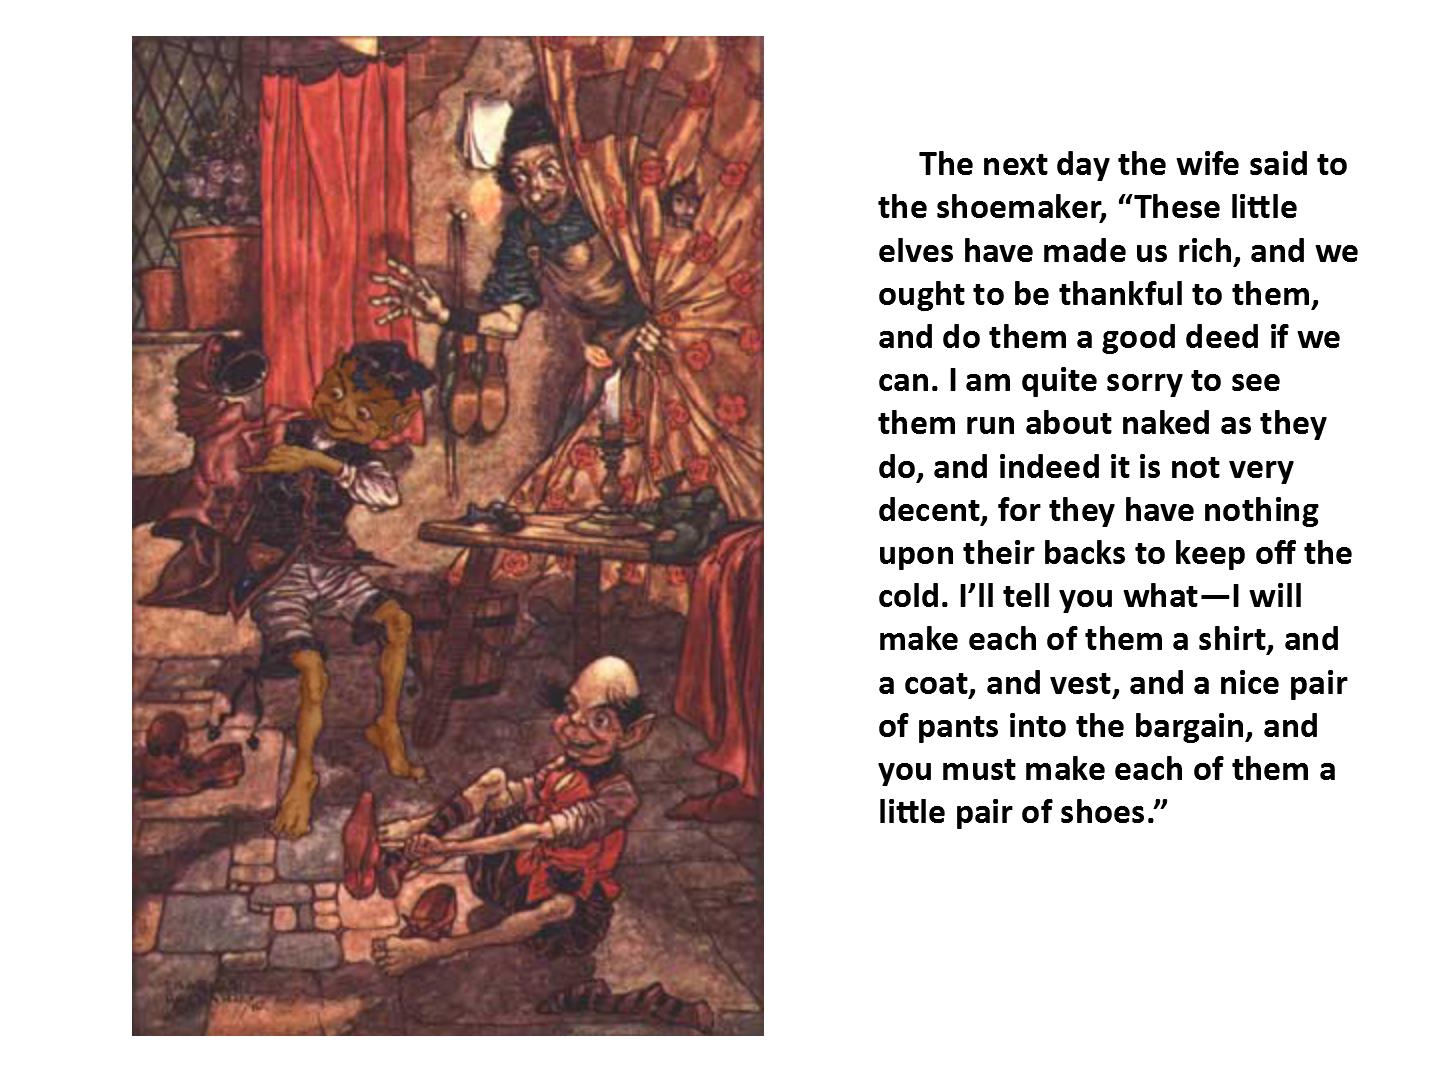 The next day the wife said to
the shoemaker, “These little
elves have made us rich, and we
ought to be thankful to them,
and do them a good deed if we
can. I am quite sorry to see
them run about naked as they
do, and indeed it is not very
decent, for they have nothing
upon their backs to keep off the
cold. I’ll tell you what—I will
make each of them a shirt, and
a coat, and vest, and a nice pair
of pants into the bargain, and
you must make each of them a
little pair of shoes.”